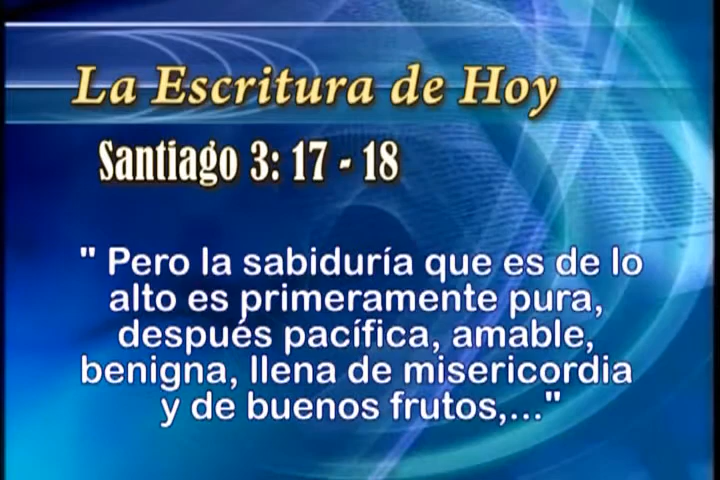 La Escritura de Hoy
Santiago 3: 17 - 18
" Pero la sabiduría que es de lo
alto es primeramente pura,
después pacífica, amable,
benigna, llena de misericordia
y de buenos frutos,..."